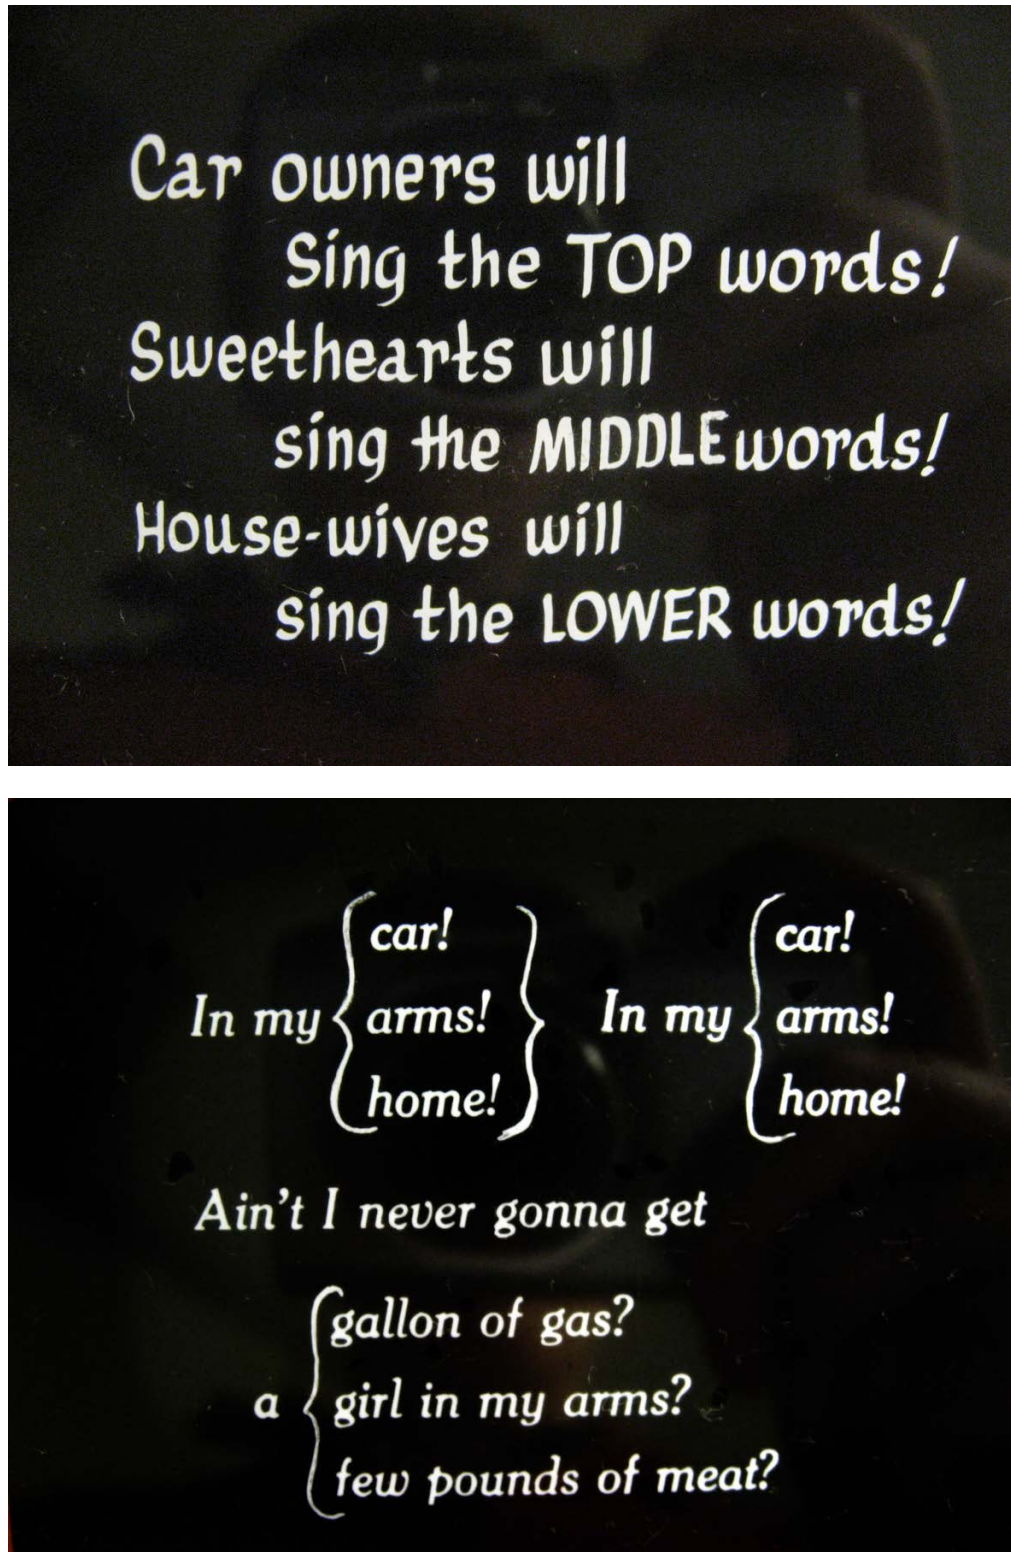 Car owners will
Sing the TOP words!
Sweethearts will
sing the MIDDLE words!
House-wives will
sing the LOWER words!
car! car!
In my arms! In my arms!
home! home!
Ain't I never gonna get
gallon of gas?
a girl in my arms?
few pounds of meat?